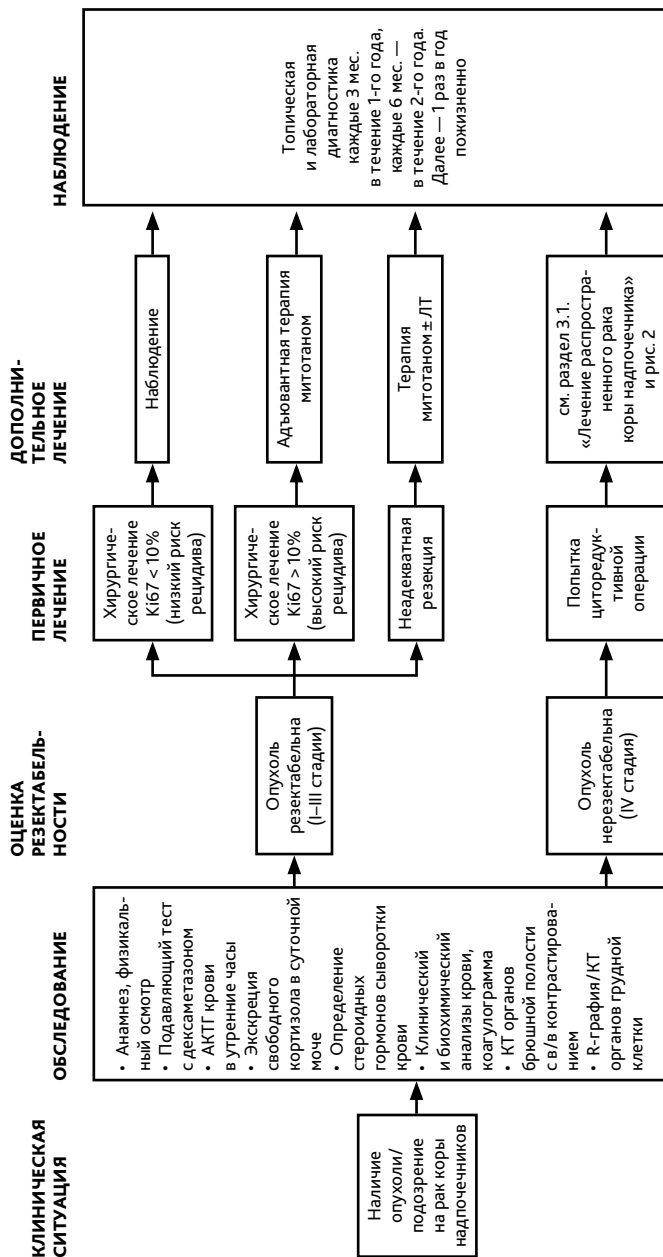 КЛИНИЧЕСКАЯ
СИТУАЦИЯ
Наличие
опухоли/
подозрение
на рак коры
надпочечников
ОБСЛЕДОВАНИЕ
• Анамнез, физикаль-
ный осмотр
• Подавляющий тест
с дексаметазоном
• АКТГ крови
в утренние часы
• Экскреция
свободного
кортизола в суточной
моче
• Определение
стероидных
гормонов сыворотки
крови
• Клинический
и биохимический
анализы крови,
коагулограмма
• КТ органов
брюшной полости
с в/в контрастирова-
нием
• R-графия/КТ
органов грудной
клетки
ОЦЕНКА
РЕЗЕКТАБЕЛЬ-
НОСТИ
Опухоль
резектабельна
(I–III стадии)
Опухоль
нерезектабельна
(IV стадия)
ПЕРВИЧНОЕ
ЛЕЧЕНИЕ
Хирургиче-
ское лечение
Ki67 < 10%
(низкий риск
рецидива)
Хирургиче-
ское лечение
Ki67 > 10%
(высокий риск
рецидива)
Неадекватная
резекция
Попытка
циторедук-
тивной
операции
ДОПОЛНИ-
ТЕЛЬНОЕ
ЛЕЧЕНИЕ
Наблюдение
Адъювантная терапия
митотаном
Терапия
митотаном ± ЛТ
см. раздел 3.1.
«Лечение распростра-
ненного рака
коры надпочечника»
и рис. 2
НАБЛЮДЕНИЕ
Топическая
и лабораторная
диагностика
каждые 3 мес.
в течение 1-го года,
каждые 6 мес. —
в течение 2-го года.
Далее — 1 раз в год
пожизненно